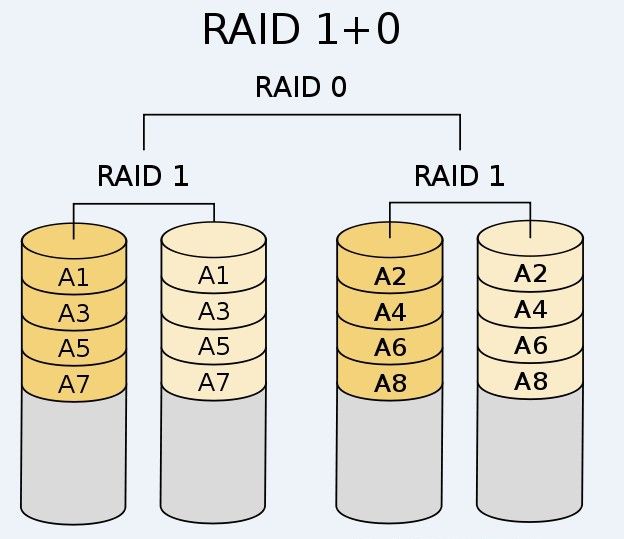 RAID 1+0
RAID 0
RAID 1 RAID 1
A1 A1 A2 A2
A3 A3 A4 A4
A5 A5 A6 A6
A7 A7 A8 A8